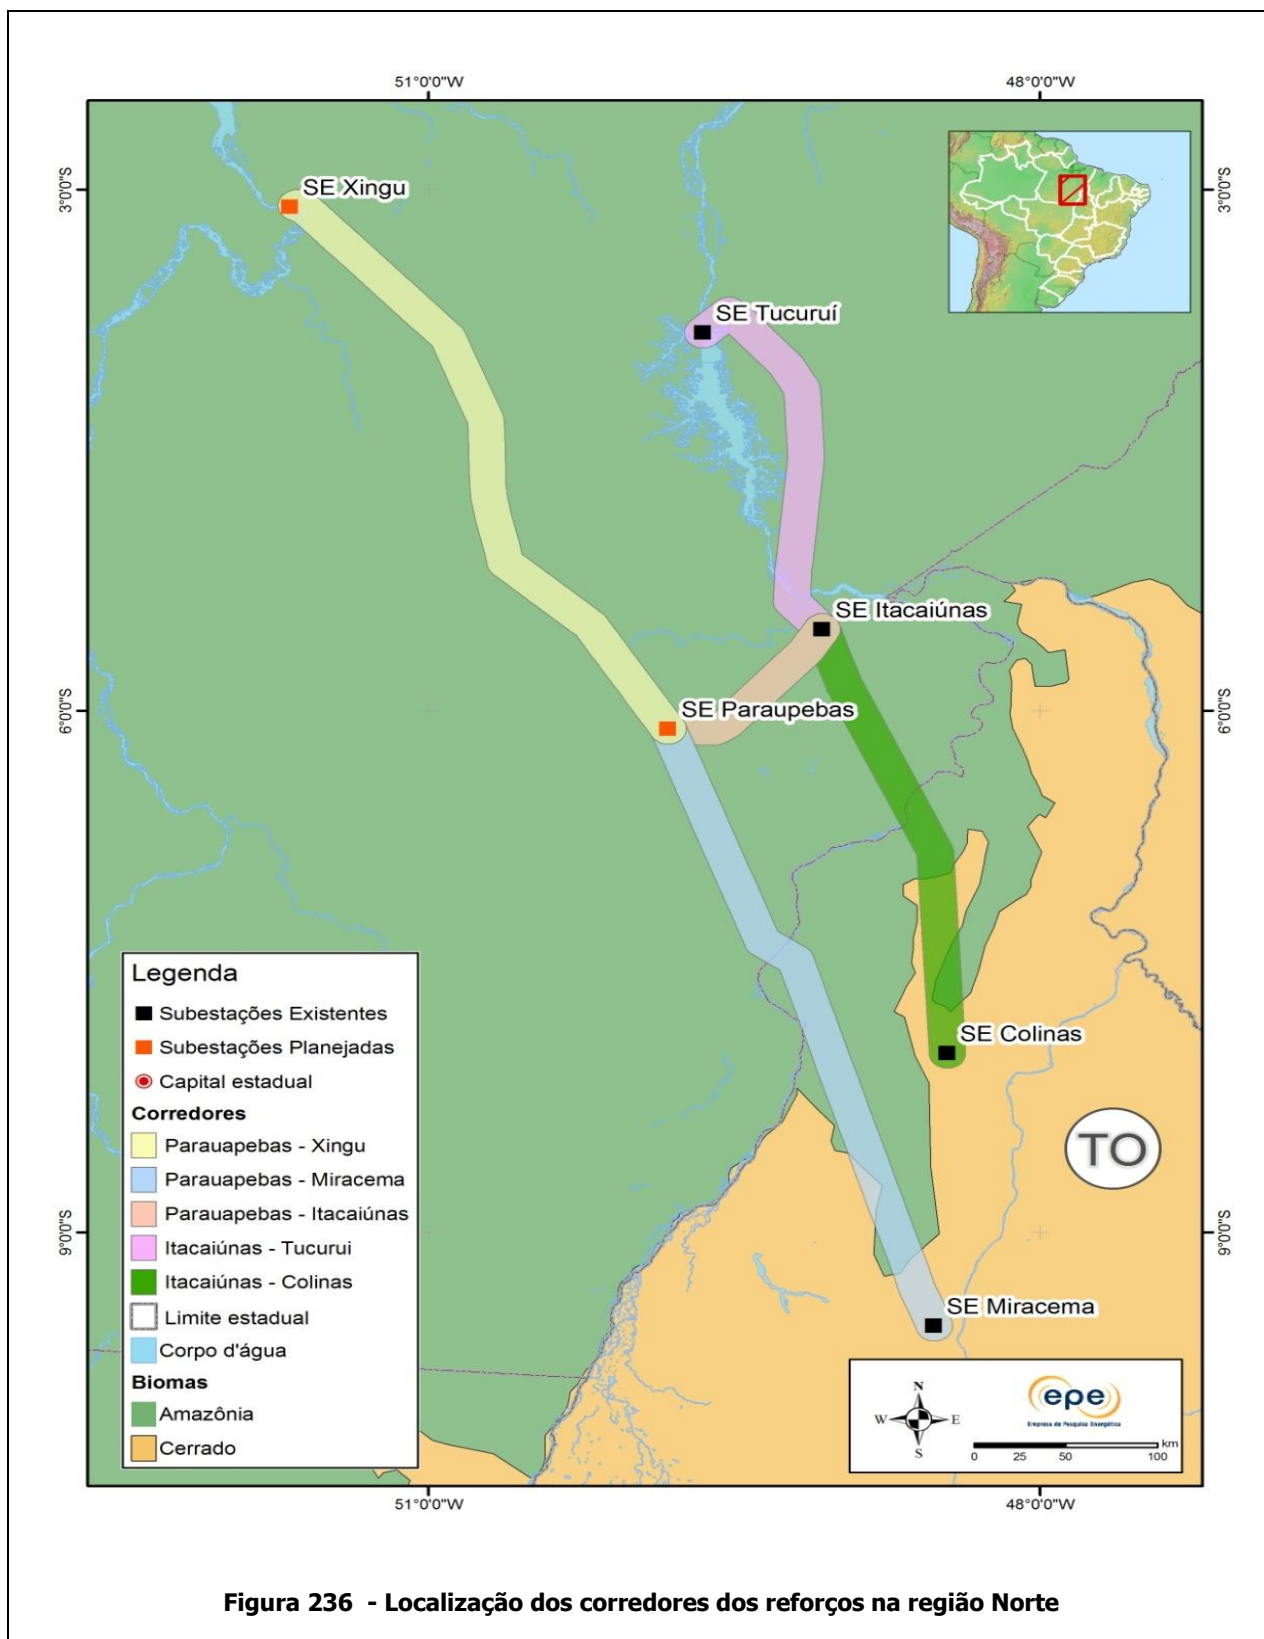 51°0'0"W
48°0'0"W
3°0'0"S
3°0'0"S
SE Xingu
SE Tucuruí
SE Itacaiúnas
SE Paraupebas
6°0'0"S
6°0'0"S
SE Colinas
TO
9°0'0"S
9°0'0"S
SE Miracema
Legenda
Subestações Existentes
Subestações Planejadas
Capital estadual
Corredores
Parauapebas - Xingu
Parauapebas - Miracema
Parauapebas - Itacaiúnas
Itacaiúnas - Tucurui
Itacaiúnas - Colinas
Limite estadual
Corpo d'água
Biomas
Amazônia
Cerrado
N
W E
S
epe
Empresa de Pesquisa Energética
km
0 25 50 100
51°0'0"W
48°0'0"W
Figura 236 - Localização dos corredores dos reforços na região Norte